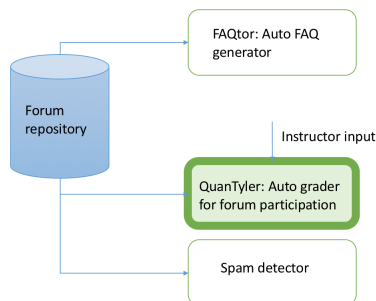 FAQtor: Auto FAQ
generator
Forum
repository
Instructor input
QuanTyler: Auto grader
for forum participation
Spam detector